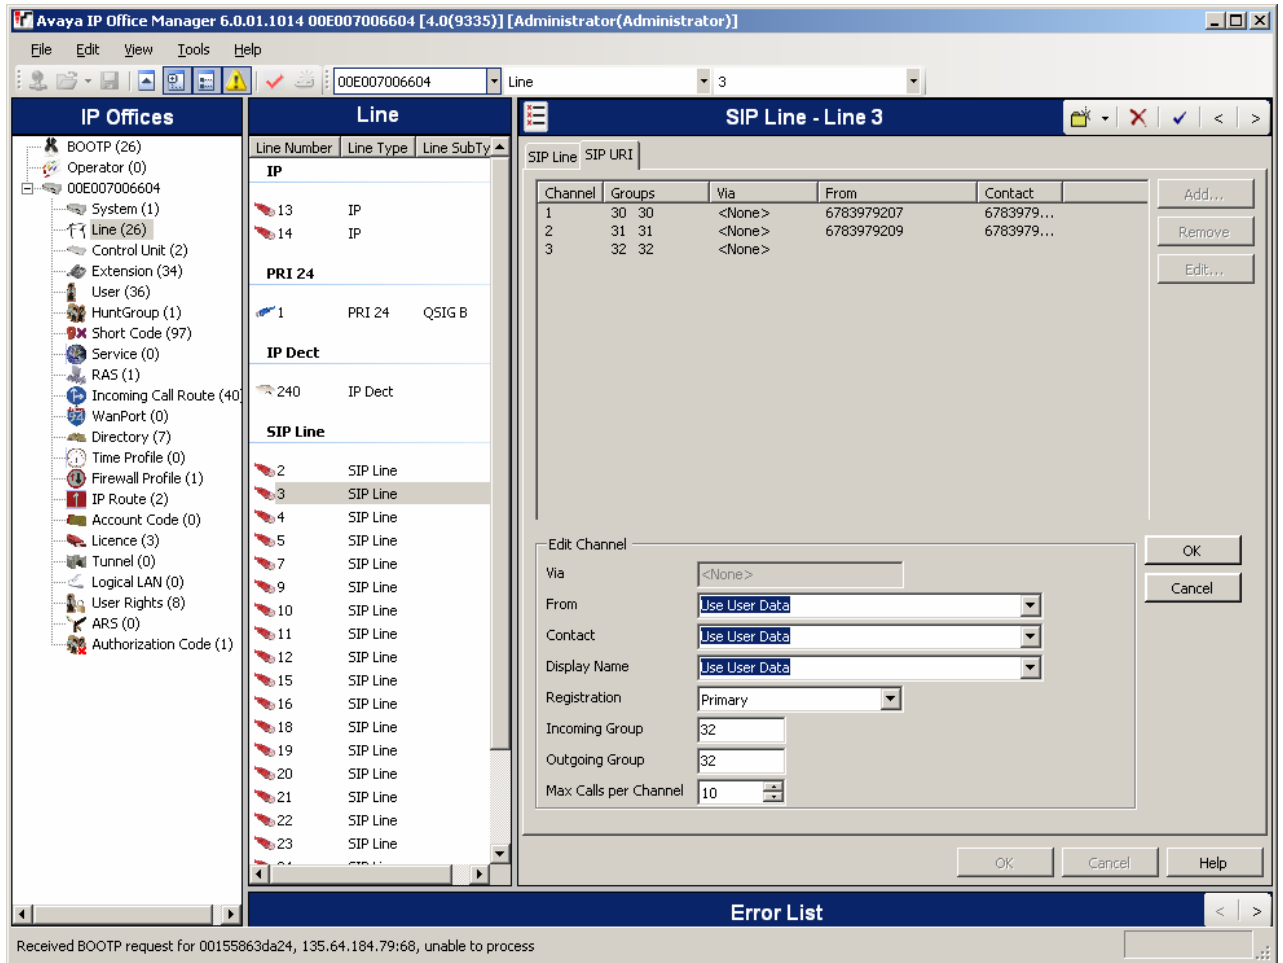 Avaya IP Office Manager 6.0.01.1014 00E007006604 [4.0(9335)] [Administrator(Administrator)]
File Edit View Tools Help
00E007006604 Line 3
IP Offices
BOOTP (26)
Operator (0)
00E007006604
System (1)
Line (26)
Control Unit (2)
Extension (34)
User (36)
HuntGroup (1)
Short Code (97)
Service (0)
RAS (1)
Incoming Call Route (40)
WanPort (0)
Directory (7)
Time Profile (0)
Firewall Profile (1)
IP Route (2)
Account Code (0)
Licence (3)
Tunnel (0)
Logical LAN (0)
User Rights (8)
ARS (0)
Authorization Code (1)
Line
Line Number Line Type Line SubTy
IP
13 IP
14 IP
PRI 24
1 PRI 24 QSIG B
IP Dect
240 IP Dect
SIP Line
2 SIP Line
3 SIP Line
4 SIP Line
5 SIP Line
7 SIP Line
9 SIP Line
10 SIP Line
11 SIP Line
12 SIP Line
15 SIP Line
16 SIP Line
18 SIP Line
19 SIP Line
20 SIP Line
21 SIP Line
22 SIP Line
23 SIP Line
SIP Line - Line 3
SIP Line SIP URI
Channel Groups Via From Contact
1 30 30 <None> 6783979207 6783979...
2 31 31 <None> 6783979209 6783979...
3 32 32 <None>
Add...
Remove
Edit...
Edit Channel
Via <None>
From Use User Data
Contact Use User Data
Display Name Use User Data
Registration Primary
Incoming Group 32
Outgoing Group 32
Max Calls per Channel 10
OK
Cancel
OK Cancel Help
Error List
Received BOOTP request for 00155863da24, 135.64.184.79:68, unable to process